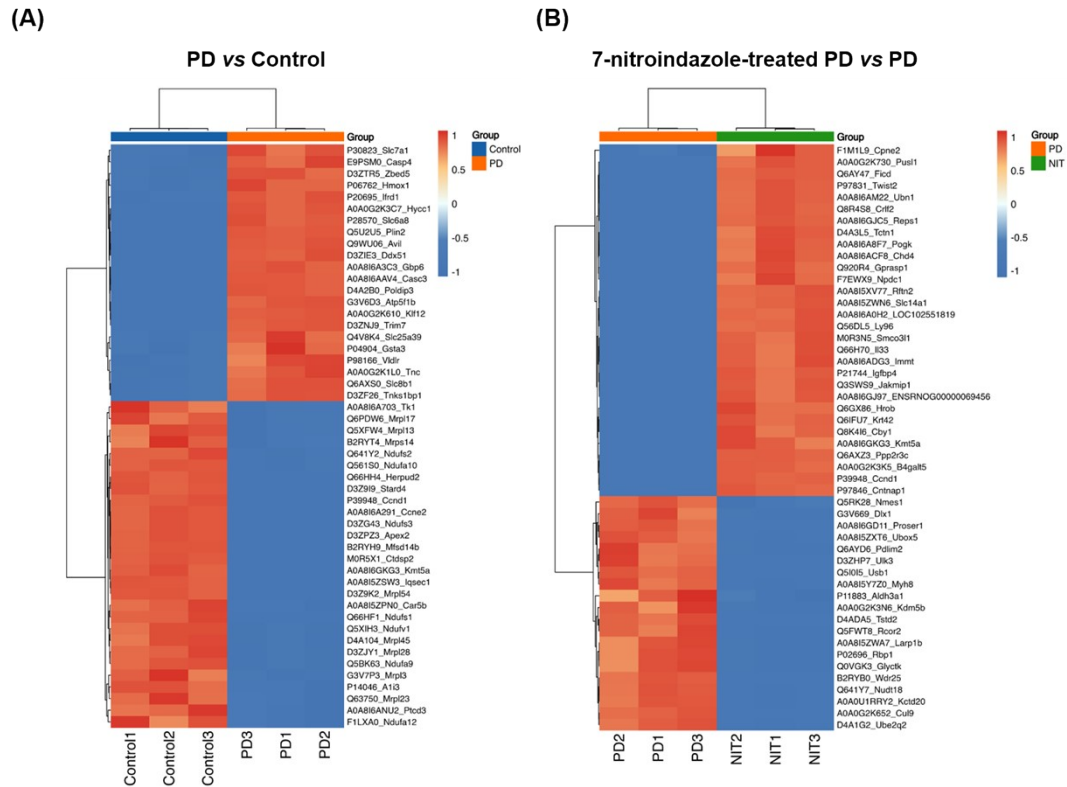 (A)
PD vs Control
Group
P30823_Slc7a1
E9PSM0_Casp4
D3ZTR5_Zbed5
P06762_Hmox1
P20695_Ifrd1
A0A0G2K3C7_Hycc1
P28570_Slc6a8
Q5U2U5_Plin2
Q9WU06_Avil
D3ZIE3_Ddx51
A0A8I6A3C3_Gbp6
A0A8I6AAV4_Casc3
D4A2B0_Poldip3
G3V6D3_Atp5f1b
A0A0G2K610_Klf12
D3ZNJ9_Trim7
Q4V8K4_Slc25a39
P04904_Gsta3
P98166_Vldlr
A0A0G2K1L0_Tnc
Q6AXS0_Slc8b1
D3ZF26_Tnks1bp1
A0A8I6A703_Tk1
Q6PDW6_Mrpl17
Q5XFW4_Mrpl13
B2RYT4_Mrps14
Q641Y2_Ndufs2
Q561S0_Ndufa10
Q66HH4_Herpud2
D3Z9I9_Stard4
P39948_Ccnd1
A0A8I6A291_Ccne2
D3ZG43_Ndufs3
D3ZPZ3_Apex2
B2RYH9_Mfsd14b
M0R5X1_Ctdsp2
A0A8I6GKG3_Kmt5a
A0A8I5ZSW3_Iqsec1
D3Z9K2_Mrpl54
A0A8I5ZPN0_Car5b
Q66HF1_Ndufs1
Q5XIH3_Ndufv1
D4A104_Mrpl45
D3ZJY1_Mrpl28
Q5BK63_Ndufa9
G3V7P3_Mrpl3
P14046_A1i3
Q63750_Mrpl23
A0A8I6ANU2_Ptcd3
F1LXA0_Ndufa12
Control1
Control2
Control3
PD3
PD1
PD2
1
0.5
0
-0.5
-1
Group
Control
PD
(B)
7-nitroindazole-treated PD vs PD
Group
F1M1L9_Cpne2
A0A0G2K730_Pusl1
Q6AY47_Ficd
P97831_Twist2
A0A8I6AM22_Ubn1
Q8R4S8_Crlf2
A0A8I6GJC5_Reps1
D4A3L5_Tctn1
A0A8I6A8F7_Pogk
A0A8I6ACF8_Chd4
Q920R4_Gprasp1
F7EWX9_Npdc1
A0A8I5XV77_Rftn2
A0A8I5ZWN6_Slc14a1
A0A8I6A0H2_LOC102551819
Q56DL5_Ly96
M0R3N5_Smco3l1
Q66H70_Il33
A0A8I6ADG3_Immt
P21744_Igfbp4
Q3SWS9_Jakmip1
A0A8I6GJ97_ENSRNOG00000069456
Q6GX86_Hrob
Q6IFU7_Krt42
Q8K4I6_Cby1
A0A8I6GKG3_Kmt5a
Q6AXZ3_Ppp2r3c
A0A0G2K3K5_B4galt5
P39948_Ccnd1
P97846_Cntnap1
Q5RK28_Nmes1
G3V669_Dlx1
A0A8I6GD11_Proser1
A0A8I5ZXT6_Ubox5
Q6AYD6_Pdlim2
D3ZHP7_Ulk3
Q5I0I5_Usb1
A0A8I5Y7Z0_Myh8
P11883_Aldh3a1
A0A0G2K3N6_Kdm5b
D4ADA5_Tstd2
Q5FWT8_Rcor2
A0A8I5ZWA7_Larp1b
P02696_Rbp1
Q0VGK3_Glyctk
B2RYB0_Wdr25
Q641Y7_Nudt18
A0A0U1RRY2_Kctd20
A0A0G2K652_Cul9
D4A1G2_Ube2q2
PD2
PD1
PD3
NIT2
NIT1
NIT3
1
0.5
0
-0.5
-1
Group
PD
NIT